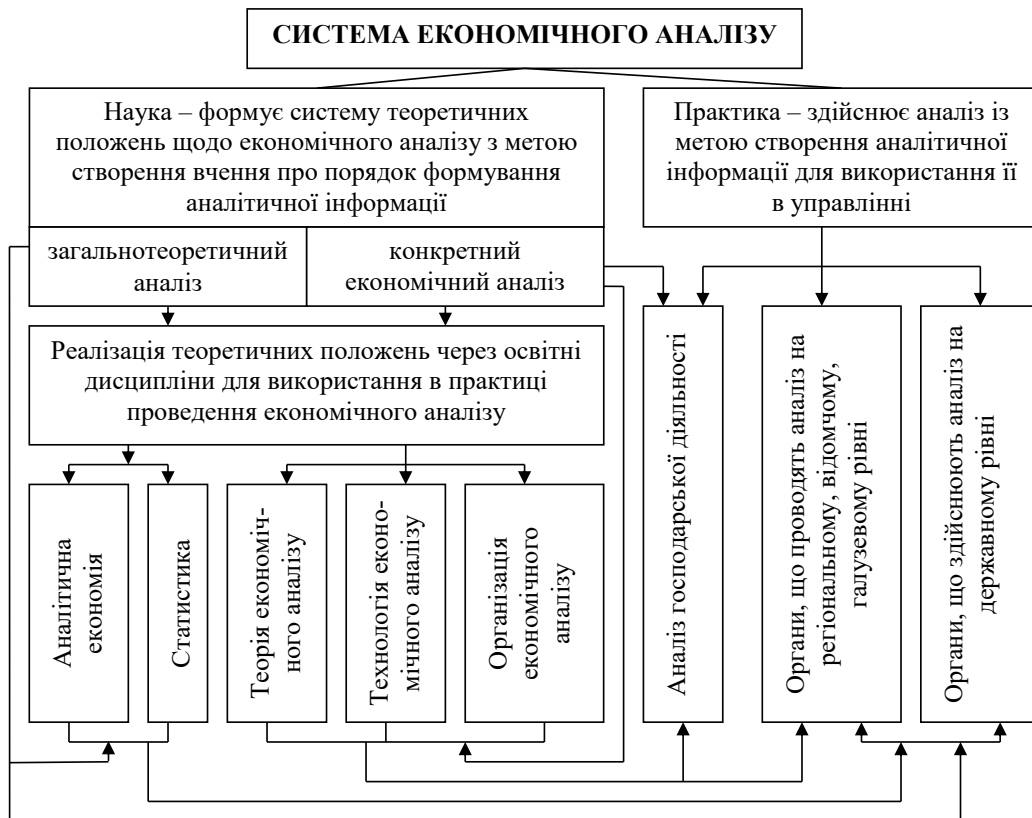 СИСТЕМА ЕКОНОМІЧНОГО АНАЛІЗУ
Наука – формує систему теоретичних
положень щодо економічного аналізу з метою
створення вчення про порядок формування
аналітичної інформації
Практика – здійснює аналіз із
метою створення аналітичної
інформації для використання її
в управлінні
загальнотеоретичний
аналіз
конкретний
економічний аналіз
Реалізація теоретичних положень через освітні
дисципліни для використання в практиці
проведення економічного аналізу
Аналітична
економія
Статистика
Теорія економіч-
ного аналізу
Технологія еконо-
мічного аналізу
Організація
економічного
аналізу
Аналіз господарської діяльності
Органи, що проводять аналіз на
регіональному, відомчому,
галузевому рівні
Органи, що здійснюють аналіз на
державному рівні